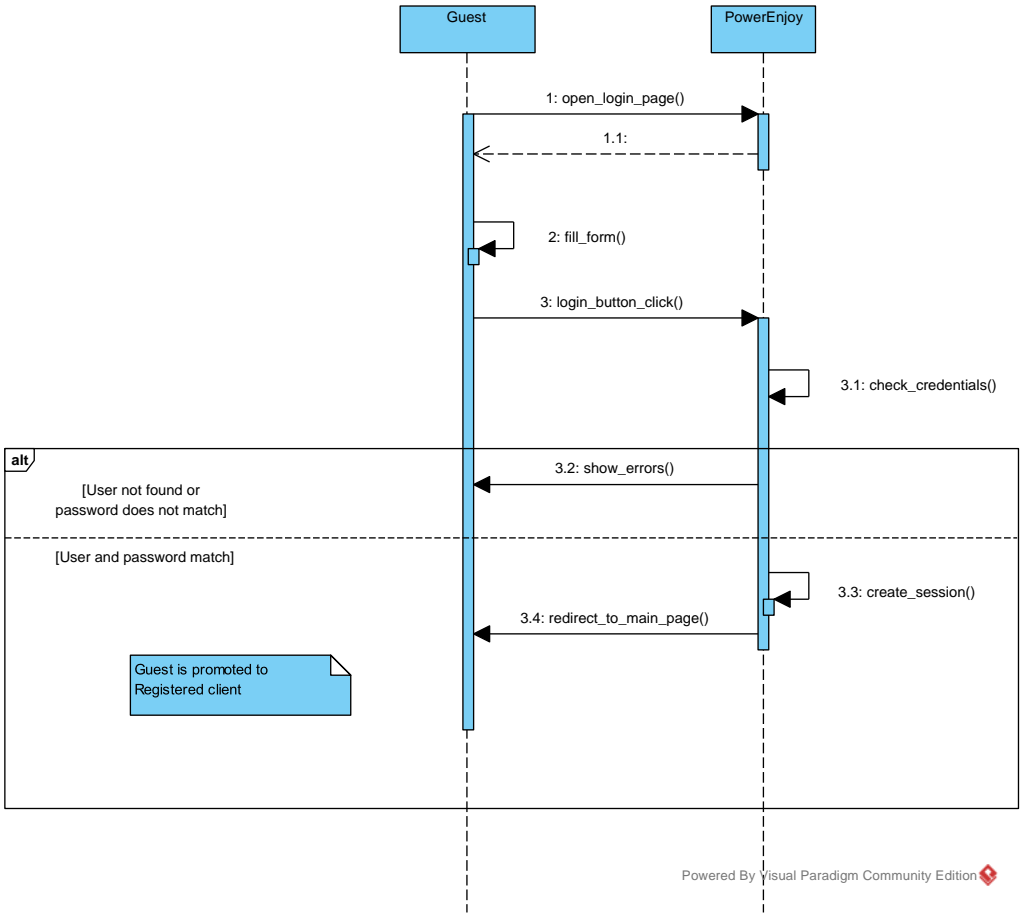 Guest
PowerEnjoy
1: open_login_page()
1.1:
2: fill_form()
3: login_button_click()
3.1: check_credentials()
alt
3.2: show_errors()
[User not found or
password does not match]
[User and password match]
3.3: create_session()
3.4: redirect_to_main_page()
Guest is promoted to
Registered client
Powered By Visual Paradigm Community Edition